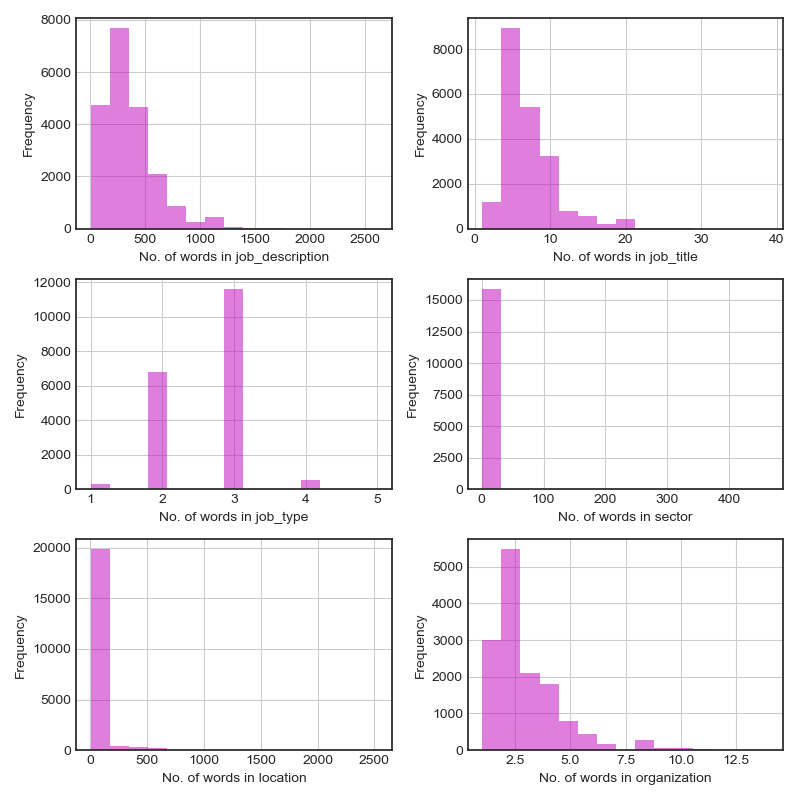 Frequency
8000
6000
4000
2000
0
0 500 1000 1500 2000 2500
No. of words in job_description
Frequency
8000
6000
4000
2000
0
0 10 20 30 40
No. of words in job_title
Frequency
12000
10000
8000
6000
4000
2000
0
1 2 3 4 5
No. of words in job_type
Frequency
15000
12500
10000
7500
5000
2500
0
0 100 200 300 400
No. of words in sector
Frequency
20000
15000
10000
5000
0
0 500 1000 1500 2000 2500
No. of words in location
Frequency
5000
4000
3000
2000
1000
0
2.5 5.0 7.5 10.0 12.5
No. of words in organization